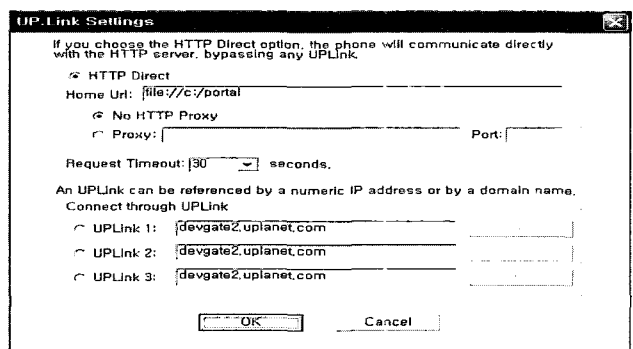 UP.Link Settings
If you choose the HTTP Direct option, the phone will communicate directly
with the HTTP server, bypassing any UPLink.
HTTP Direct
Home Url: file://c:/portal
No HTTP Proxy
Proxy: Port:
Request Timeout: 30 seconds.
An UPLink can be referenced by a numeric IP address or by a domain name.
Connect through UPLink
UPLink 1: devgate2.uplanet.com
UPLink 2: devgate2.uplanet.com
UPLink 3: devgate2.uplanet.com
OK Cancel